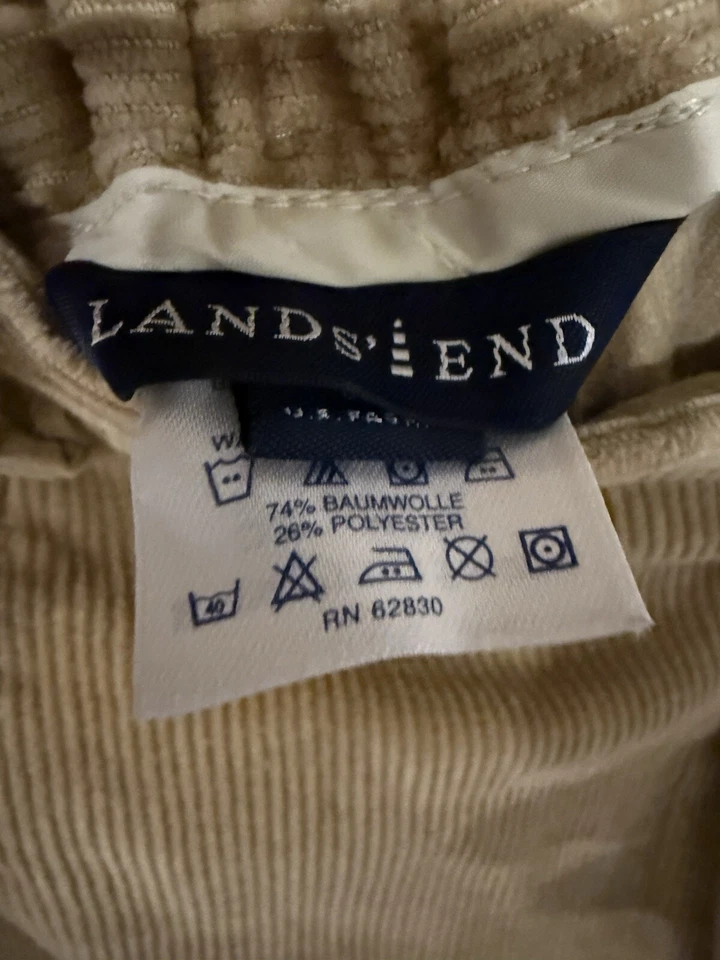 LANDS' END
74% BAUMWOLLE
26% POLYESTER
40
RN 62830